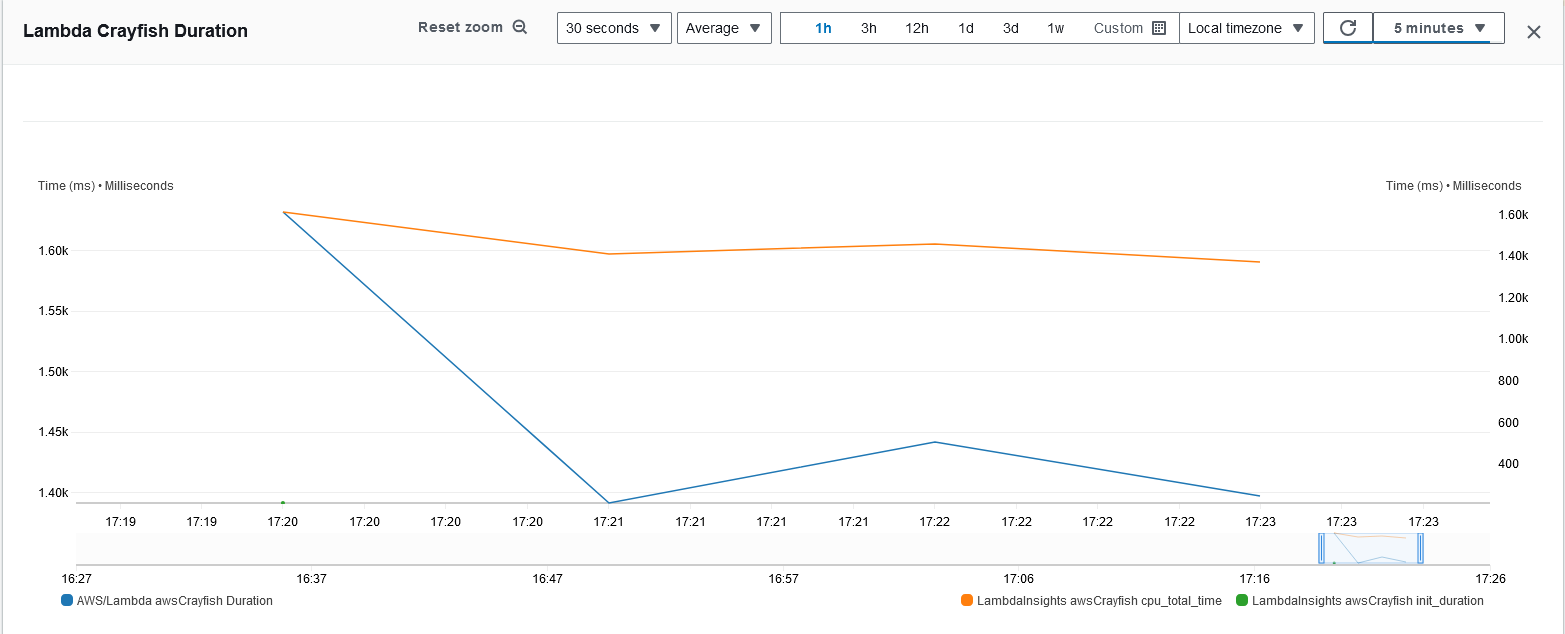 Lambda Crayfish Duration
Reset zoom 30 seconds Average 1h 3h 12h 1d 3d 1w Custom Local timezone 5 minutes
Time (ms) • Milliseconds Time (ms) • Milliseconds
1.60k
1.55k
1.50k
1.45k
1.40k
1.60k
1.40k
1.20k
1.00k
800
600
400
17:19 17:19 17:20 17:20 17:20 17:20 17:21 17:21 17:21 17:21 17:22 17:22 17:22 17:22 17:23 17:23 17:23
16:27 16:37 16:47 16:57 17:06 17:16 17:26
AWS/Lambda awsCrayfish Duration LambdaInsights awsCrayfish cpu_total_time LambdaInsights awsCrayfish init_duration